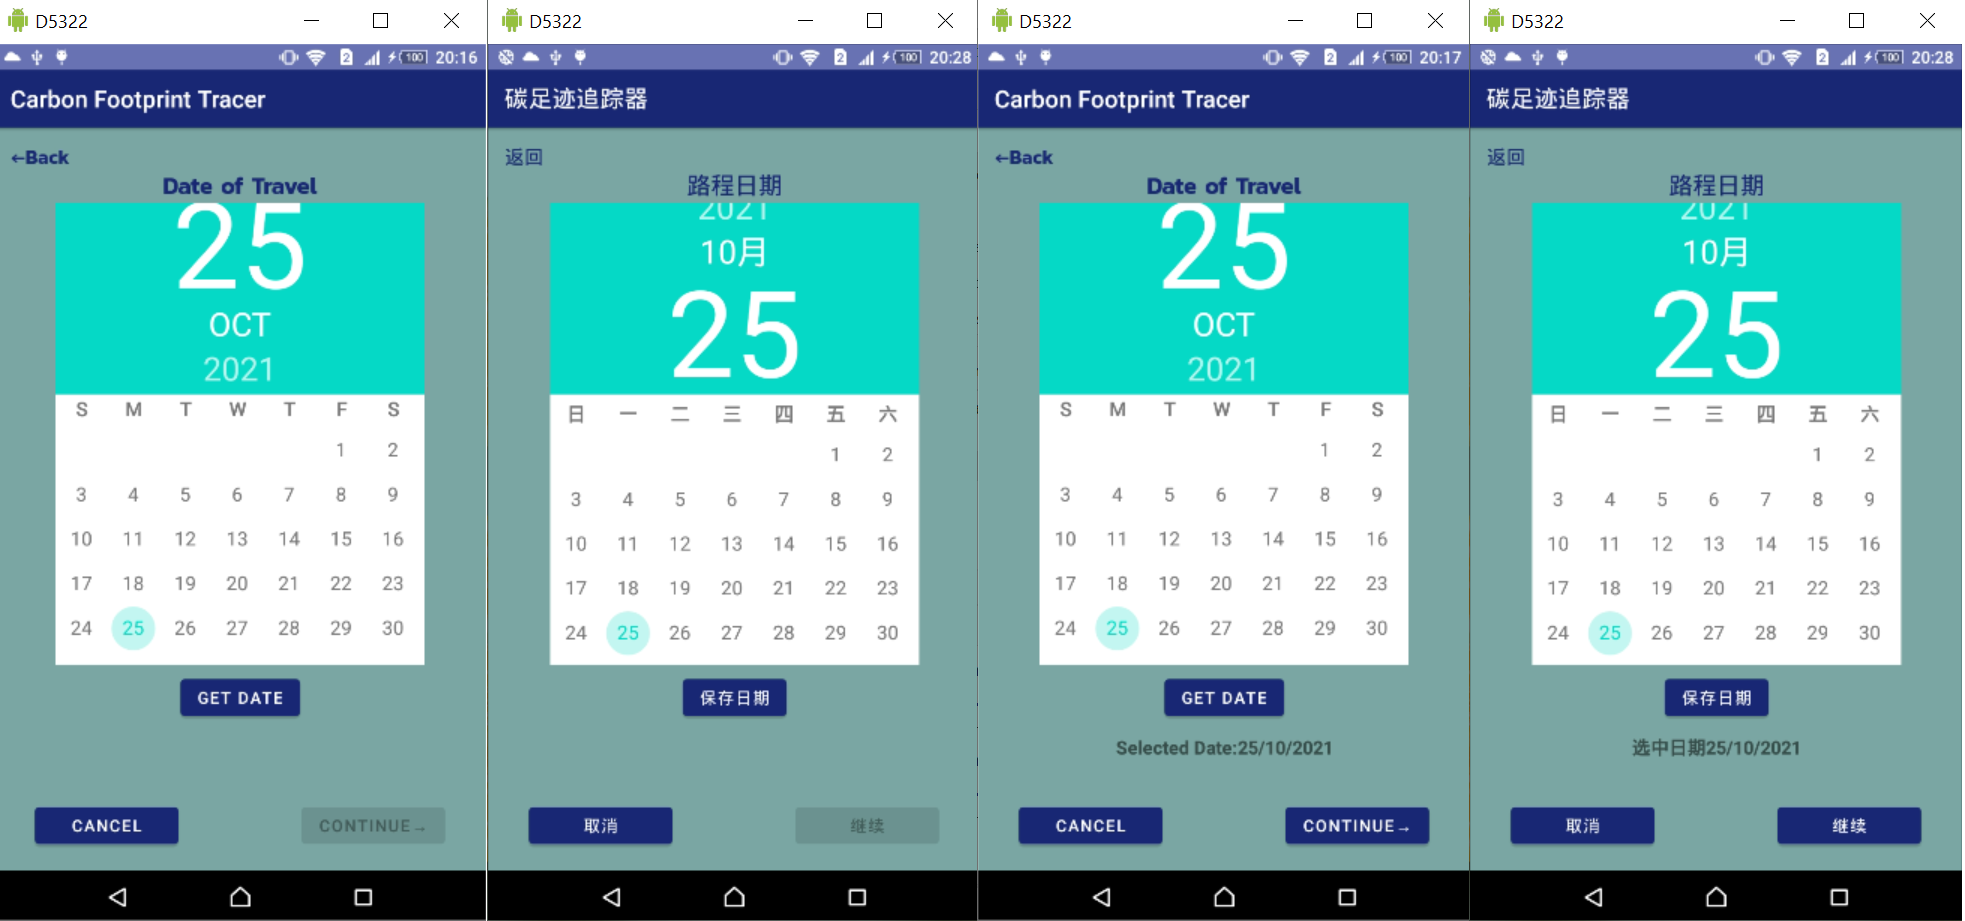 D5322
100 20:16
Carbon Footprint Tracer
←Back
Date of Travel
25
OCT
2021
S M T W T F S
1 2
3 4 5 6 7 8 9
10 11 12 13 14 15 16
17 18 19 20 21 22 23
24 25 26 27 28 29 30
GET DATE
CANCEL CONTINUE→
D5322
2 100 20:28
碳足迹追踪器
返回
路程日期
2021
10月
25
日 一 二 三 四 五 六
1 2
3 4 5 6 7 8 9
10 11 12 13 14 15 16
17 18 19 20 21 22 23
24 25 26 27 28 29 30
保存日期
取消 继续
D5322
2 100 20:17
Carbon Footprint Tracer
←Back
Date of Travel
25
OCT
2021
S M T W T F S
1 2
3 4 5 6 7 8 9
10 11 12 13 14 15 16
17 18 19 20 21 22 23
24 25 26 27 28 29 30
GET DATE
Selected Date:25/10/2021
CANCEL CONTINUE→
D5322
2 100 20:28
碳足迹追踪器
返回
路程日期
2021
10月
25
日 一 二 三 四 五 六
1 2
3 4 5 6 7 8 9
10 11 12 13 14 15 16
17 18 19 20 21 22 23
24 25 26 27 28 29 30
保存日期
选中日期25/10/2021
取消 继续